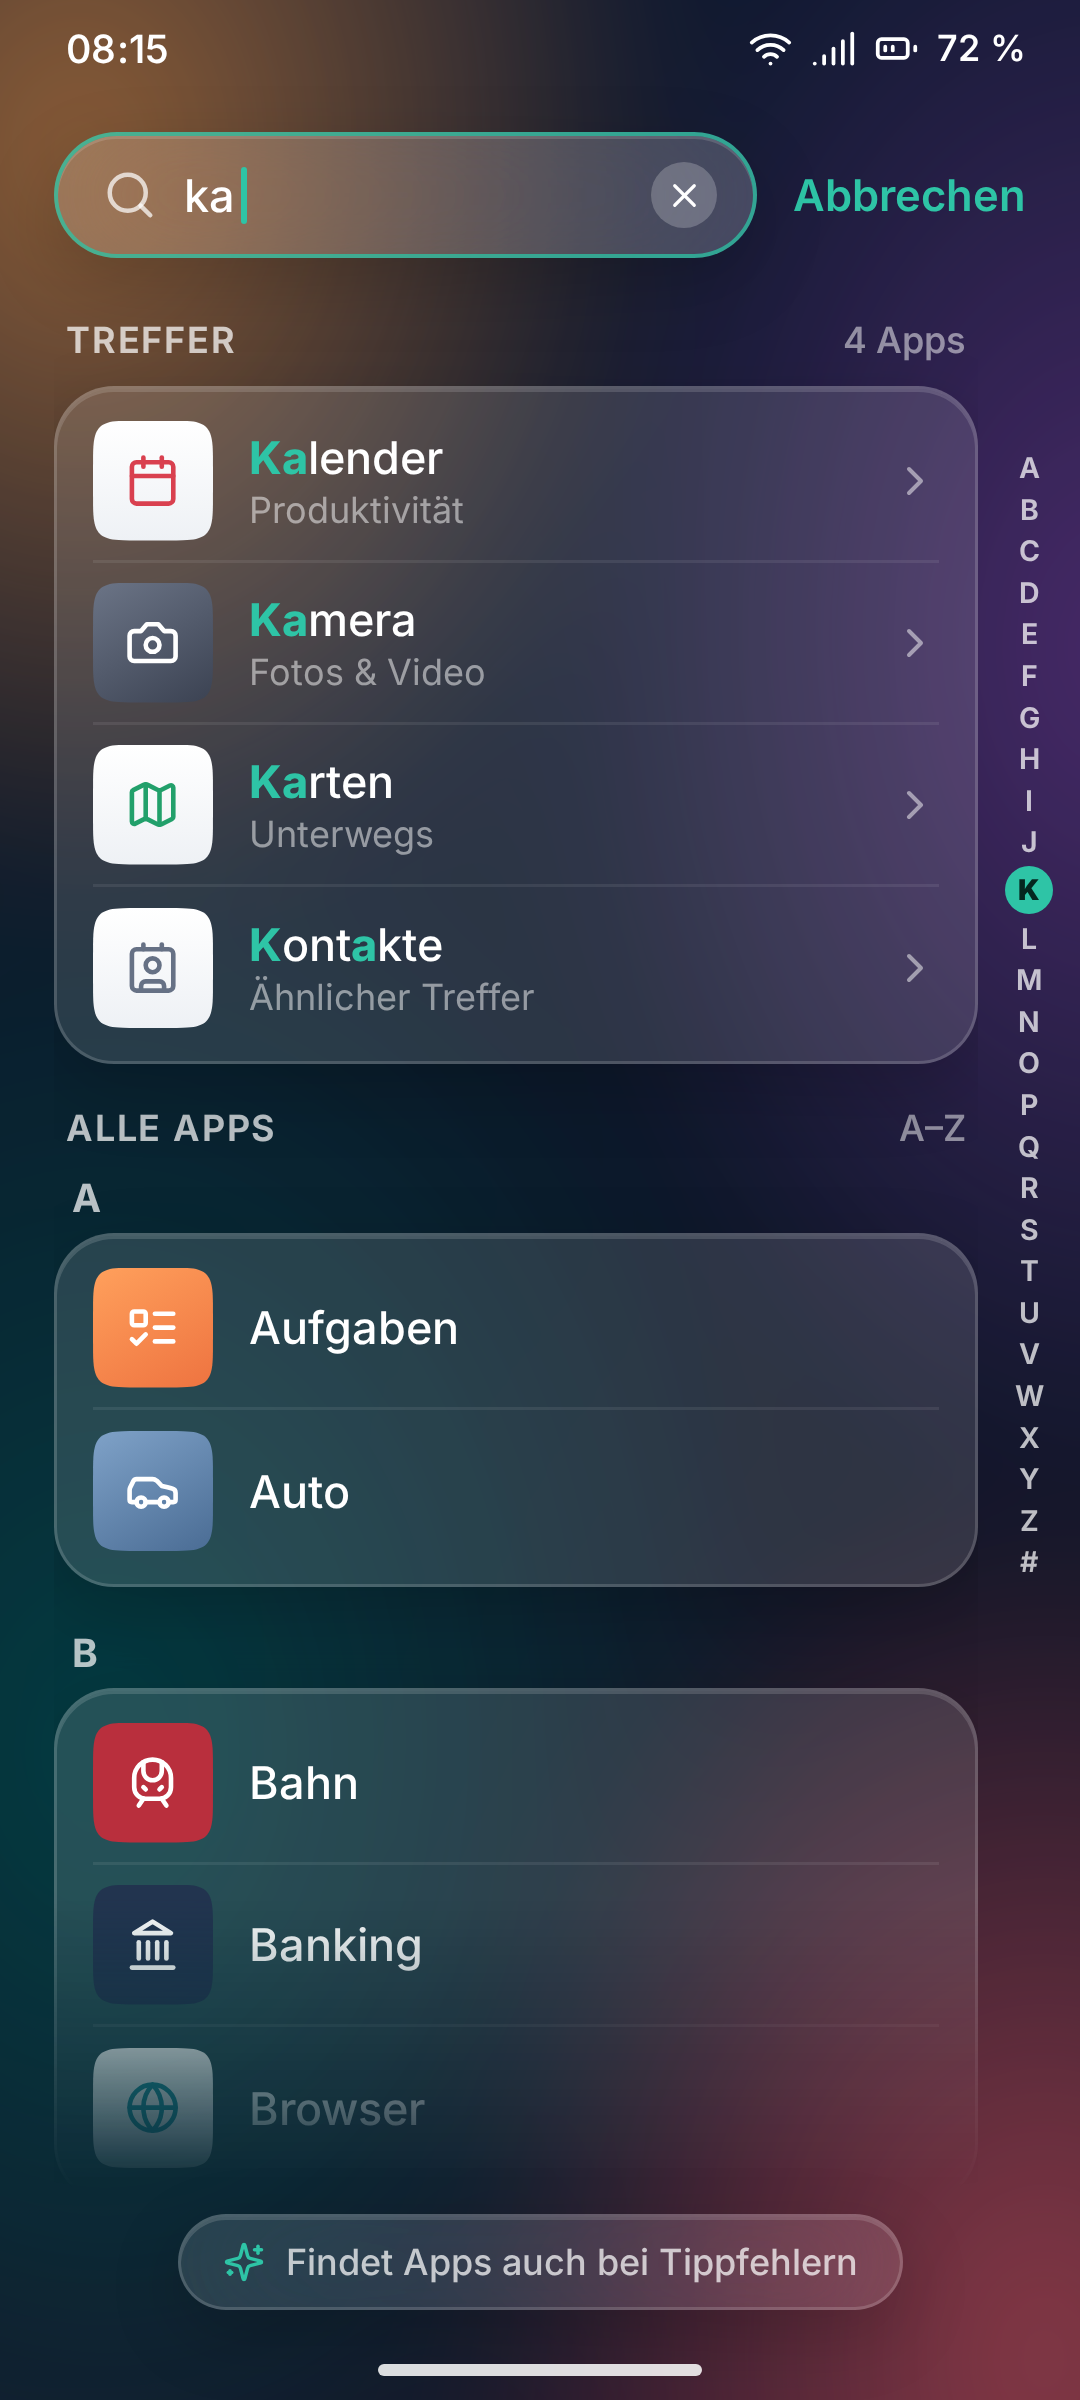 08:15
72 %
ka
Abbrechen
TREFFER
4 Apps
Kalender
Produktivität
Kamera
Fotos & Video
Karten
Unterwegs
Kontakte
Ähnlicher Treffer
ALLE APPS
A–Z
A
Aufgaben
Auto
B
Bahn
Banking
Browser
Findet Apps auch bei Tippfehlern
A
B
C
D
E
F
G
H
I
J
K
L
M
N
O
P
Q
R
S
T
U
V
W
X
Y
Z
#